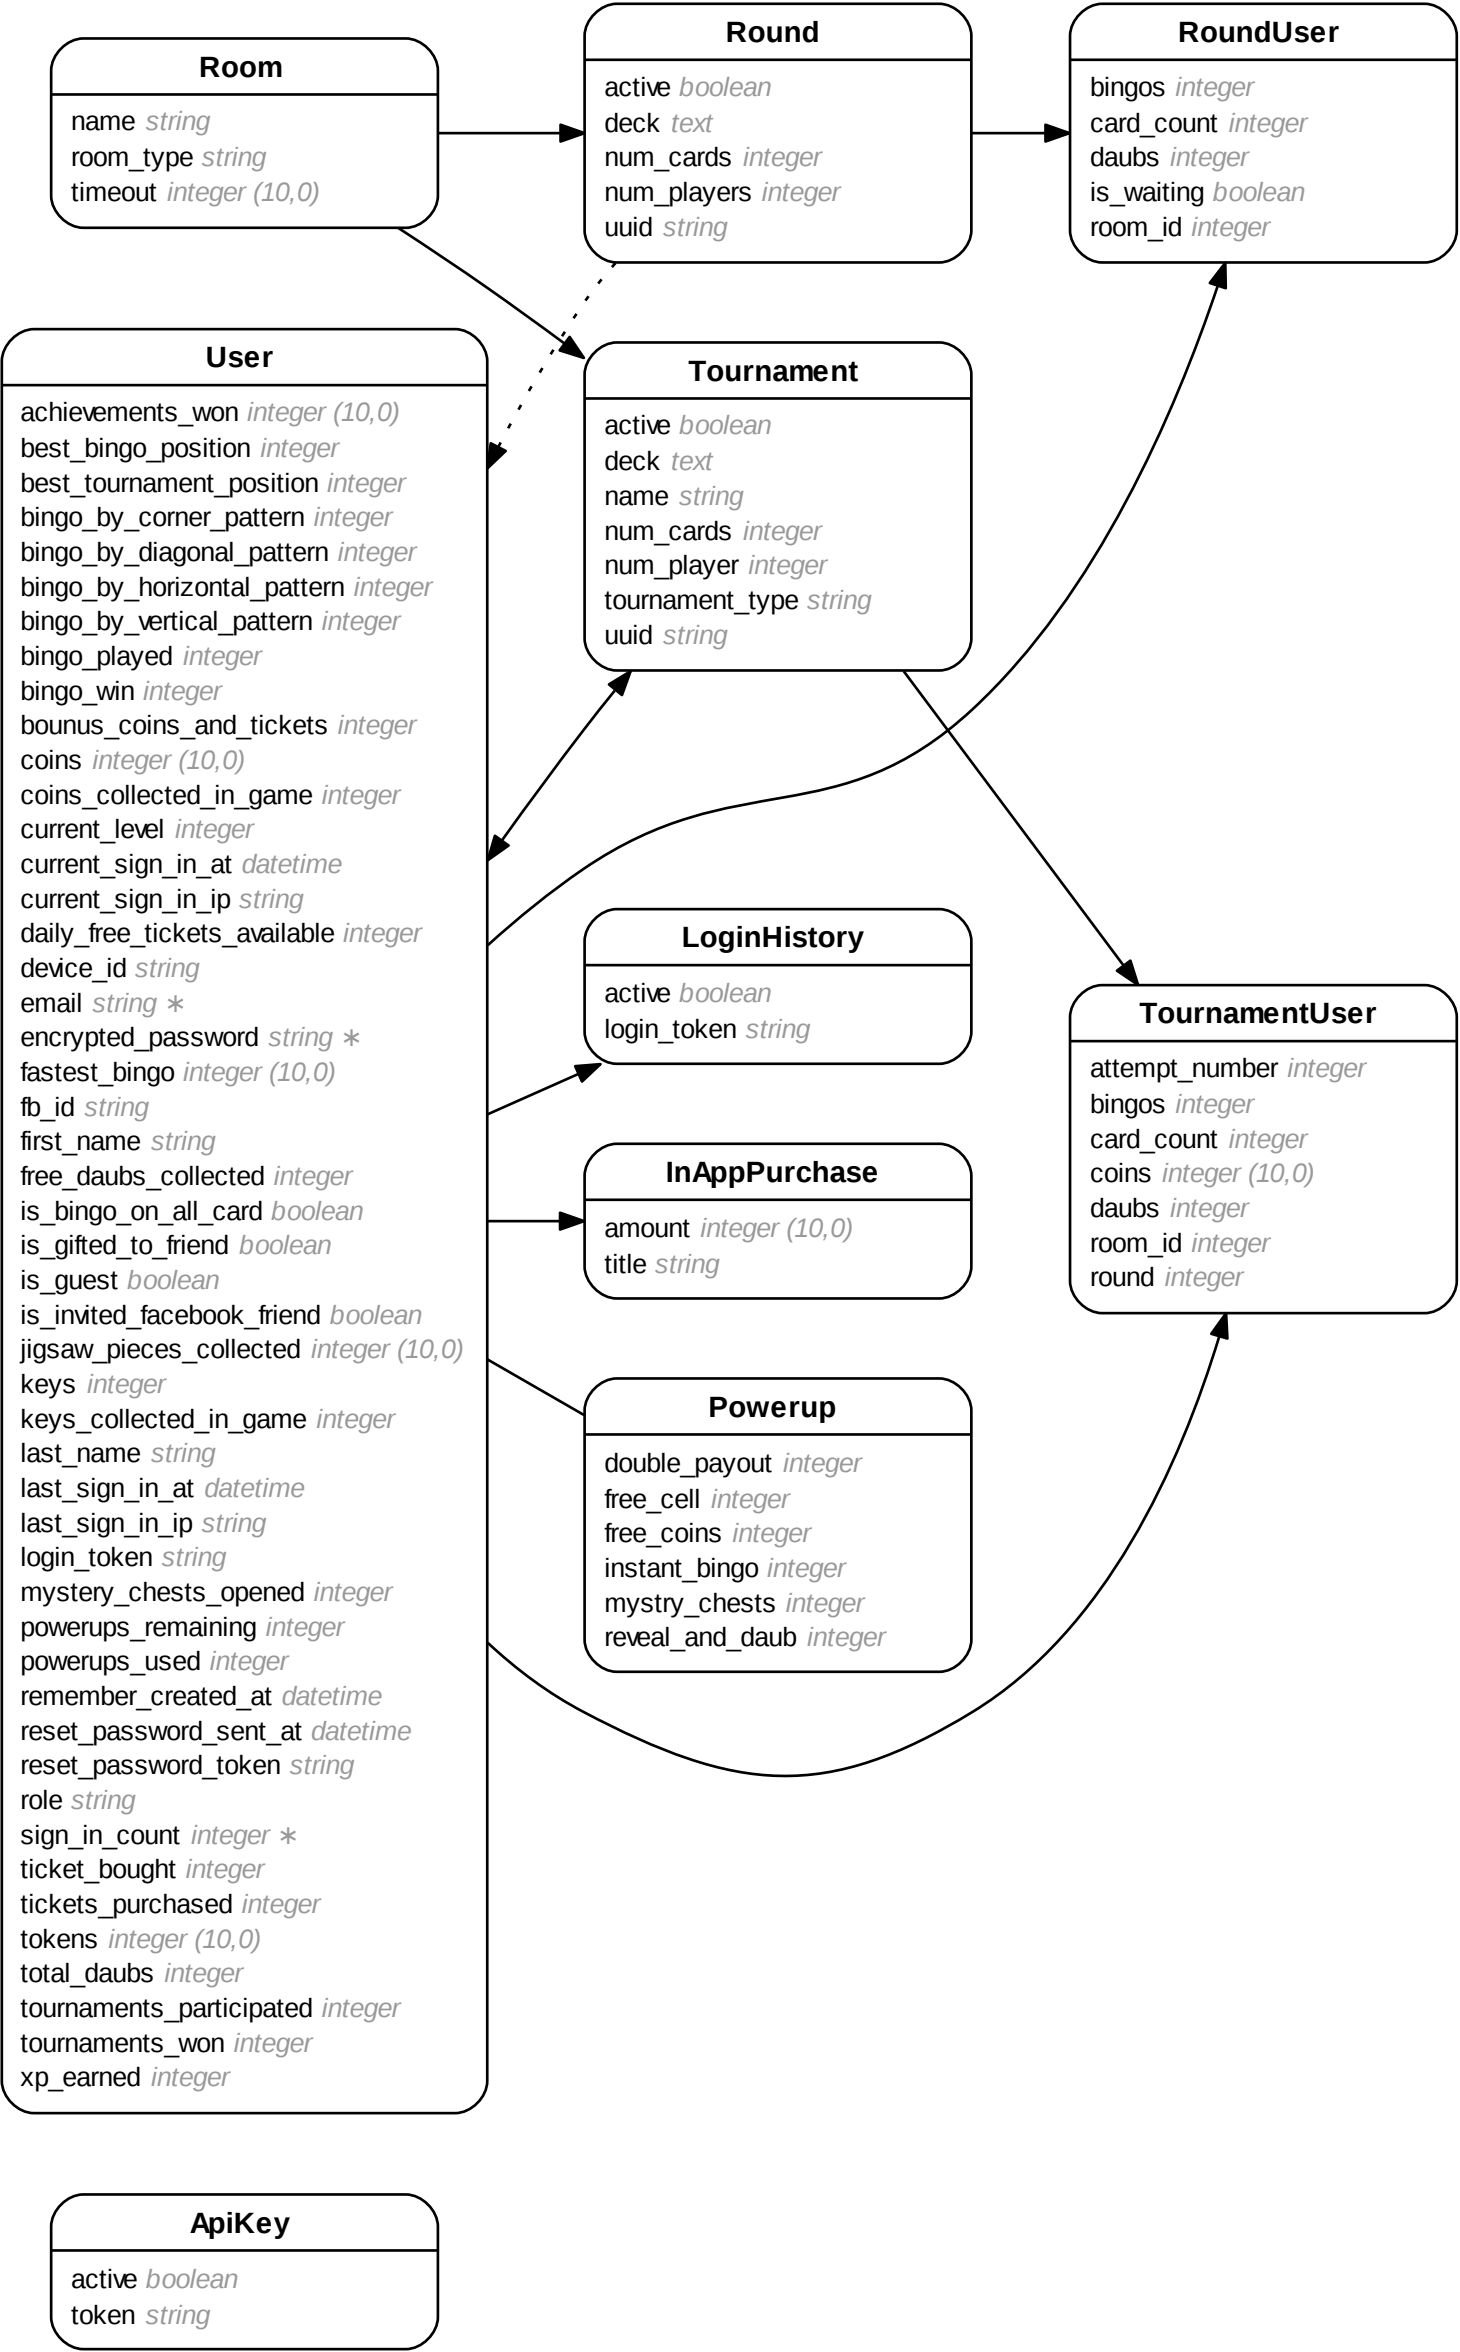 Room
name string
room_type string
timeout integer (10,0)
Round
active boolean
deck text
num_cards integer
num_players integer
uuid string
RoundUser
bingos integer
card_count integer
daubs integer
is_waiting boolean
room_id integer
User
achievements_won integer (10,0)
best_bingo_position integer
best_tournament_position integer
bingo_by_corner_pattern integer
bingo_by_diagonal_pattern integer
bingo_by_horizontal_pattern integer
bingo_by_vertical_pattern integer
bingo_played integer
bingo_win integer
bounus_coins_and_tickets integer
coins integer (10,0)
coins_collected_in_game integer
current_level integer
current_sign_in_at datetime
current_sign_in_ip string
daily_free_tickets_available integer
device_id string
email string ∗
encrypted_password string ∗
fastest_bingo integer (10,0)
fb_id string
first_name string
free_daubs_collected integer
is_bingo_on_all_card boolean
is_gifted_to_friend boolean
is_guest boolean
is_invited_facebook_friend boolean
jigsaw_pieces_collected integer (10,0)
keys integer
keys_collected_in_game integer
last_name string
last_sign_in_at datetime
last_sign_in_ip string
login_token string
mystery_chests_opened integer
powerups_remaining integer
powerups_used integer
remember_created_at datetime
reset_password_sent_at datetime
reset_password_token string
role string
sign_in_count integer ∗
ticket_bought integer
tickets_purchased integer
tokens integer (10,0)
total_daubs integer
tournaments_participated integer
tournaments_won integer
xp_earned integer
Tournament
active boolean
deck text
name string
num_cards integer
num_player integer
tournament_type string
uuid string
LoginHistory
active boolean
login_token string
InAppPurchase
amount integer (10,0)
title string
Powerup
double_payout integer
free_cell integer
free_coins integer
instant_bingo integer
mystry_chests integer
reveal_and_daub integer
TournamentUser
attempt_number integer
bingos integer
card_count integer
coins integer (10,0)
daubs integer
room_id integer
round integer
ApiKey
active boolean
token string